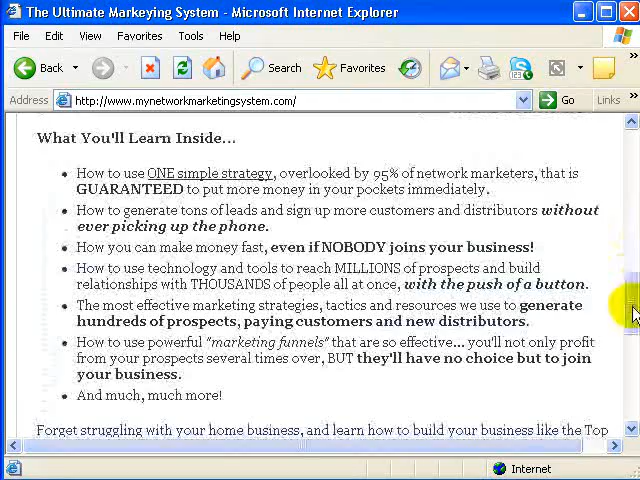 The Ultimate Markeying System - Microsoft Internet Explorer
File Edit View Favorites Tools Help
Back Search Favorites
Address http://www.mynetworkmarketingsystem.com/ Go Links
What You'll Learn Inside...
How to use ONE simple strategy, overlooked by 95% of network marketers, that is
GUARANTEED to put more money in your pockets immediately.
How to generate tons of leads and sign up more customers and distributors without
ever picking up the phone.
How you can make money fast, even if NOBODY joins your business!
How to use technology and tools to reach MILLIONS of prospects and build
relationships with THOUSANDS of people all at once, with the push of a button.
The most effective marketing strategies, tactics and resources we use to generate
hundreds of prospects, paying customers and new distributors.
How to use powerful "marketing funnels" that are so effective... you'll not only profit
from your prospects several times over, BUT they'll have no choice but to join
your business.
And much, much more!
Forget struggling with your home business, and learn how to build your business like the Top
Internet